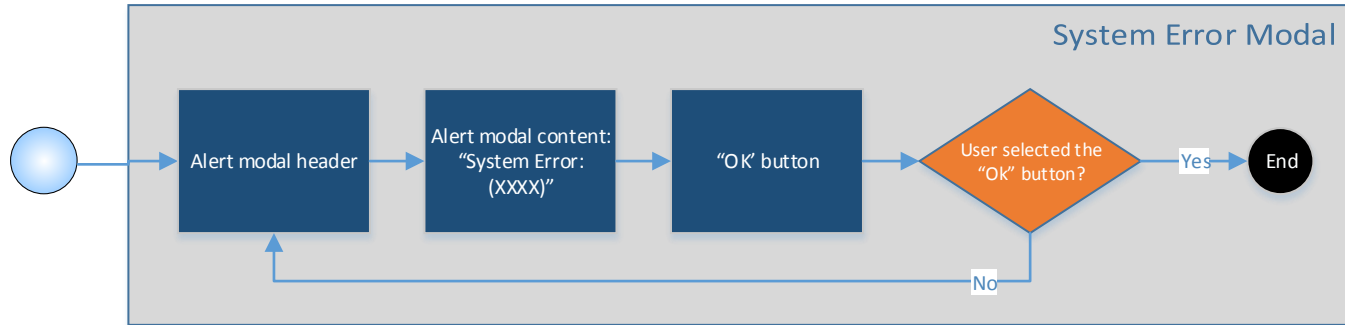 System Error Modal
Alert modal header
Alert modal content:
“System Error:
(XXXX)”
“OK’ button
User selected the
“Ok” button?
Yes
End
No